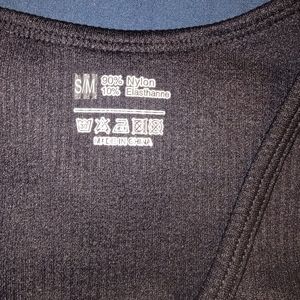 S/M 90% Nylon
10% Elasthanne
MADE IN CHINA